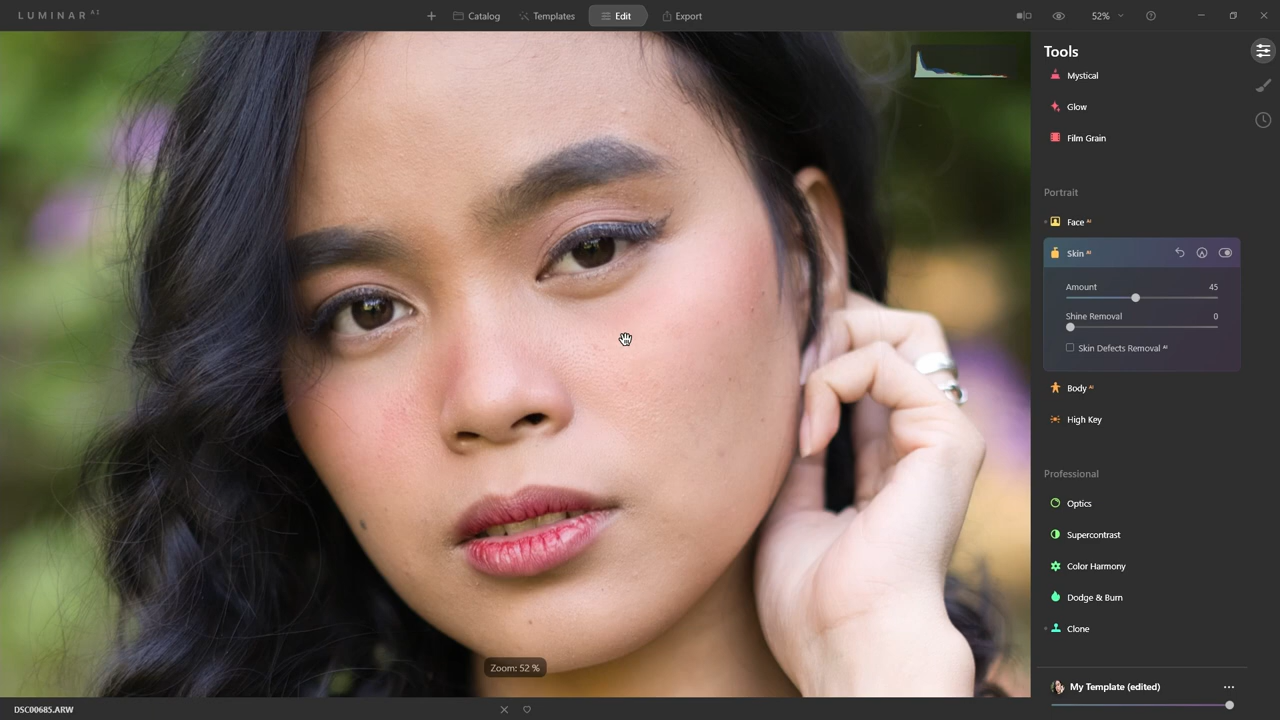 LUMINAR AI
Catalog
Templates
Edit
Export
52%
Tools
Mystical
Glow
Film Grain
Portrait
Face AI
Skin AI
Amount 45
Shine Removal 0
Skin Defects Removal AI
Body AI
High Key
Professional
Optics
Supercontrast
Color Harmony
Dodge & Burn
Clone
Zoom: 52 %
My Template (edited)
DSC00685.ARW